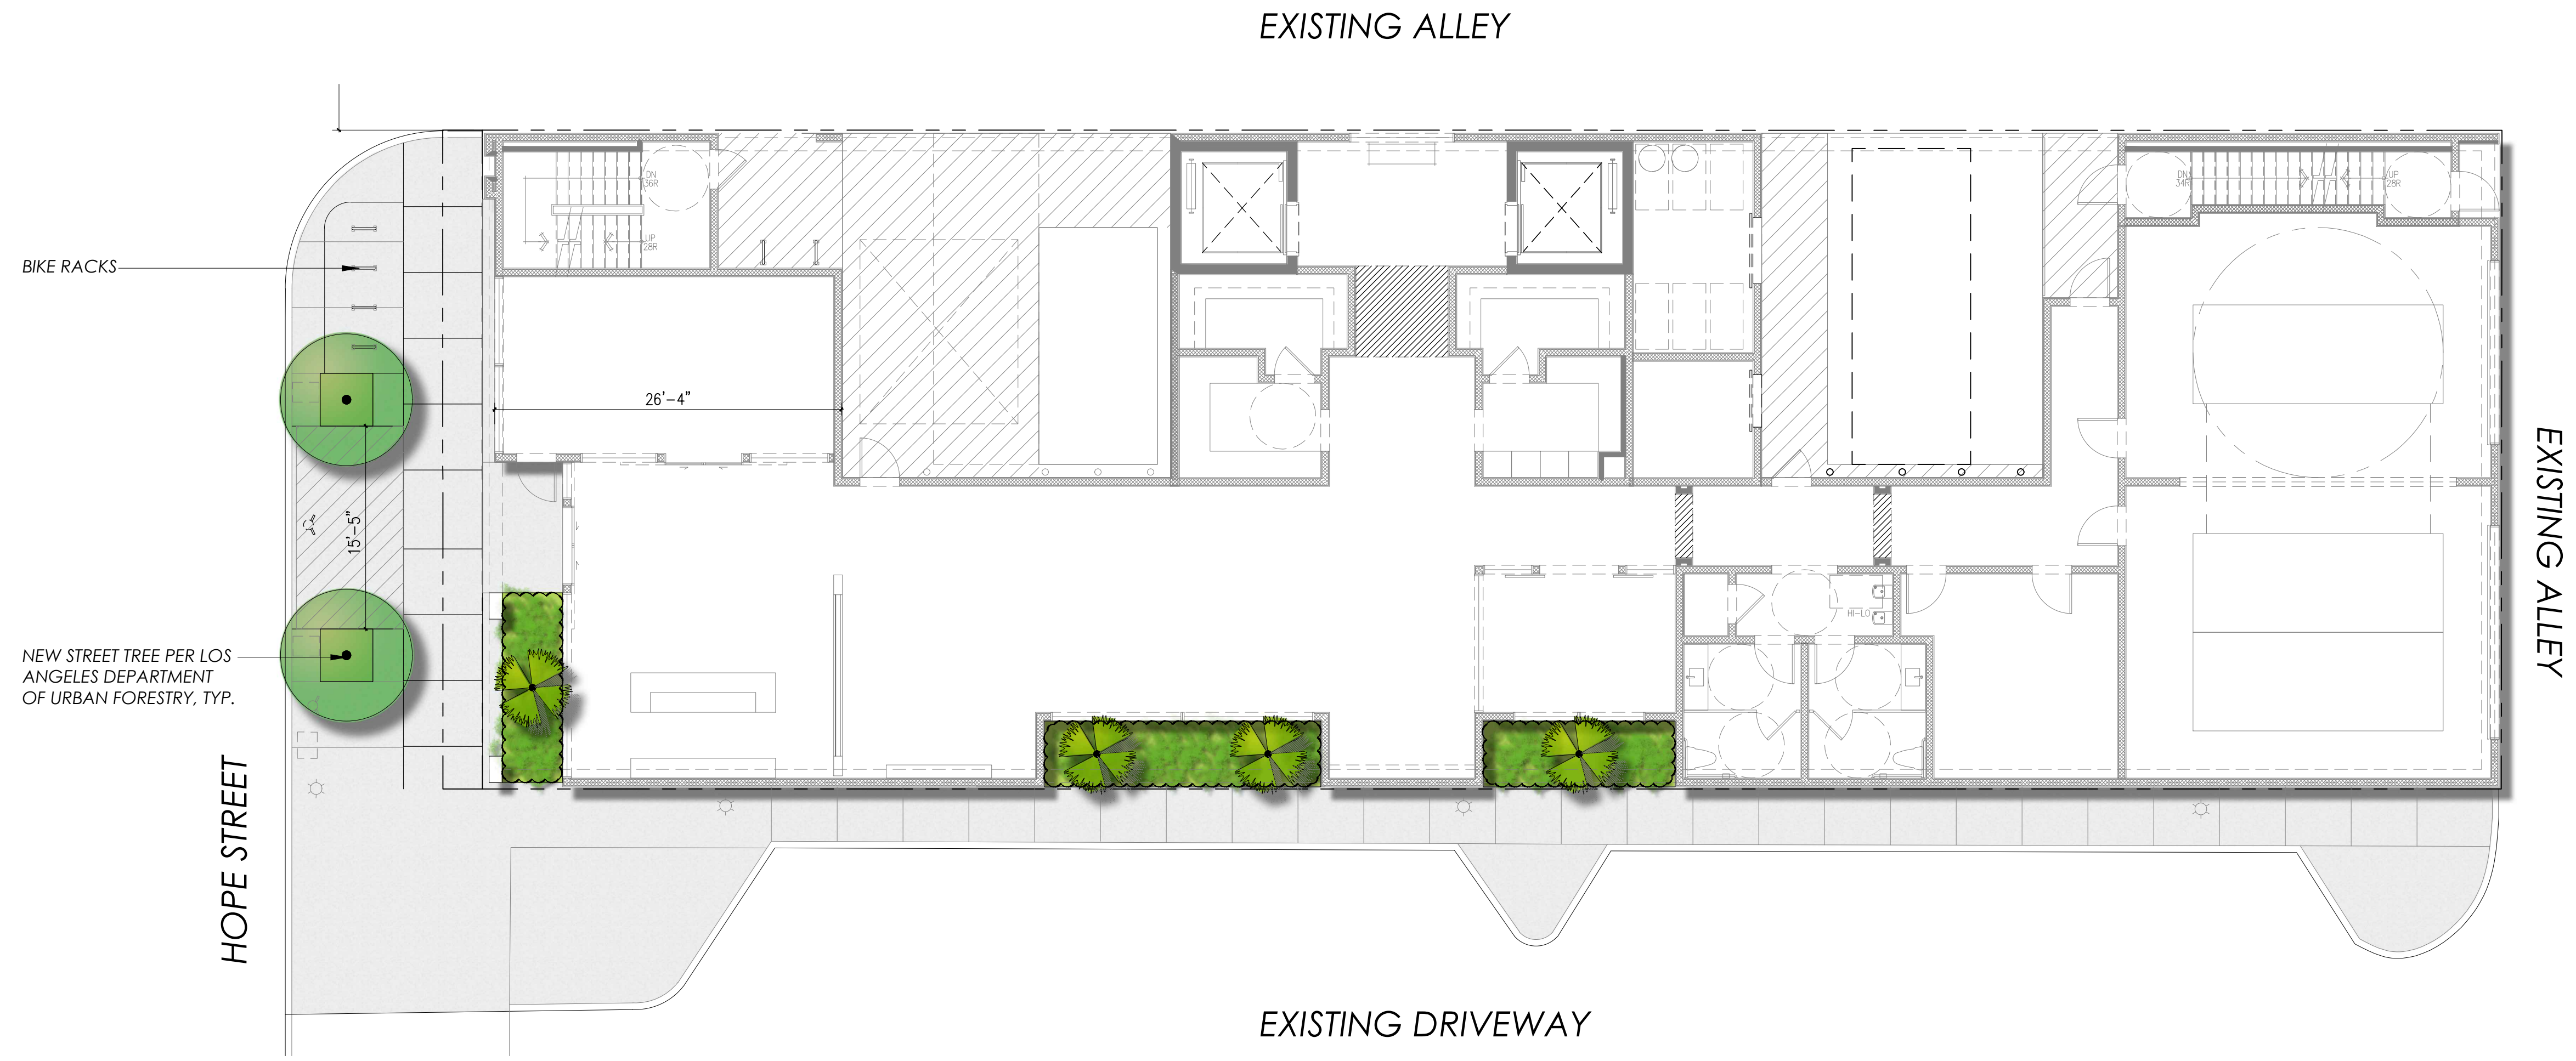 EXISTING ALLEY
DN
36R
UP
28R
DN
34R
UP
28R
BIKE RACKS
26'-4"
15'-5"
EXISTING ALLEY
HI-LO
NEW STREET TREE PER LOS
ANGELES DEPARTMENT
OF URBAN FORESTRY, TYP.
HOPE STREET
EXISTING DRIVEWAY